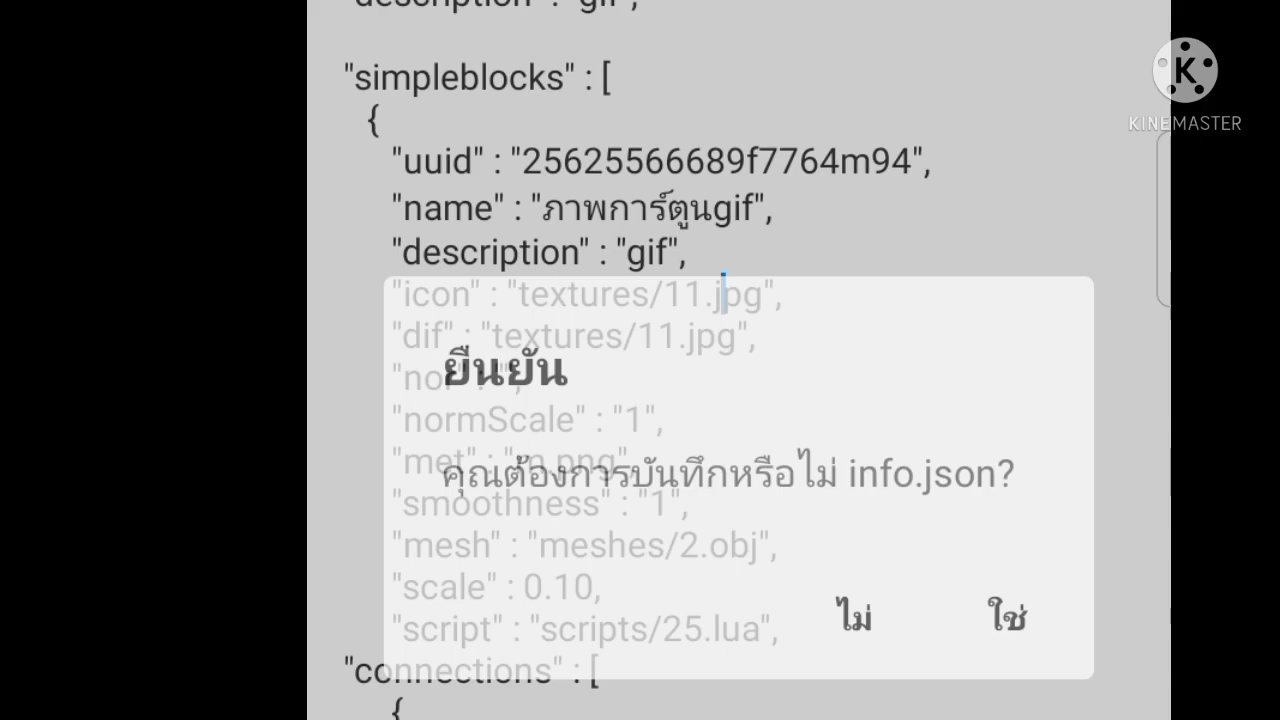 "description" : "gif",
"simpleblocks" : [
{
"uuid" : "25625566689f7764m94",
"name" : "ภาพการ์ตูนgif",
"description" : "gif",
"icon" : "textures/11.jpg",
"dif" : "textures/11.jpg",
ยืนยัน
"normScale" : "1",
คุณต้องการบันทึกหรือไม่ info.json?
"smoothness" : "1",
"mesh" : "meshes/2.obj",
"scale" : 0.10,
ไม่ ใช่
"script" : "scripts/25.lua",
"connections" : [
{
KINEMASTER